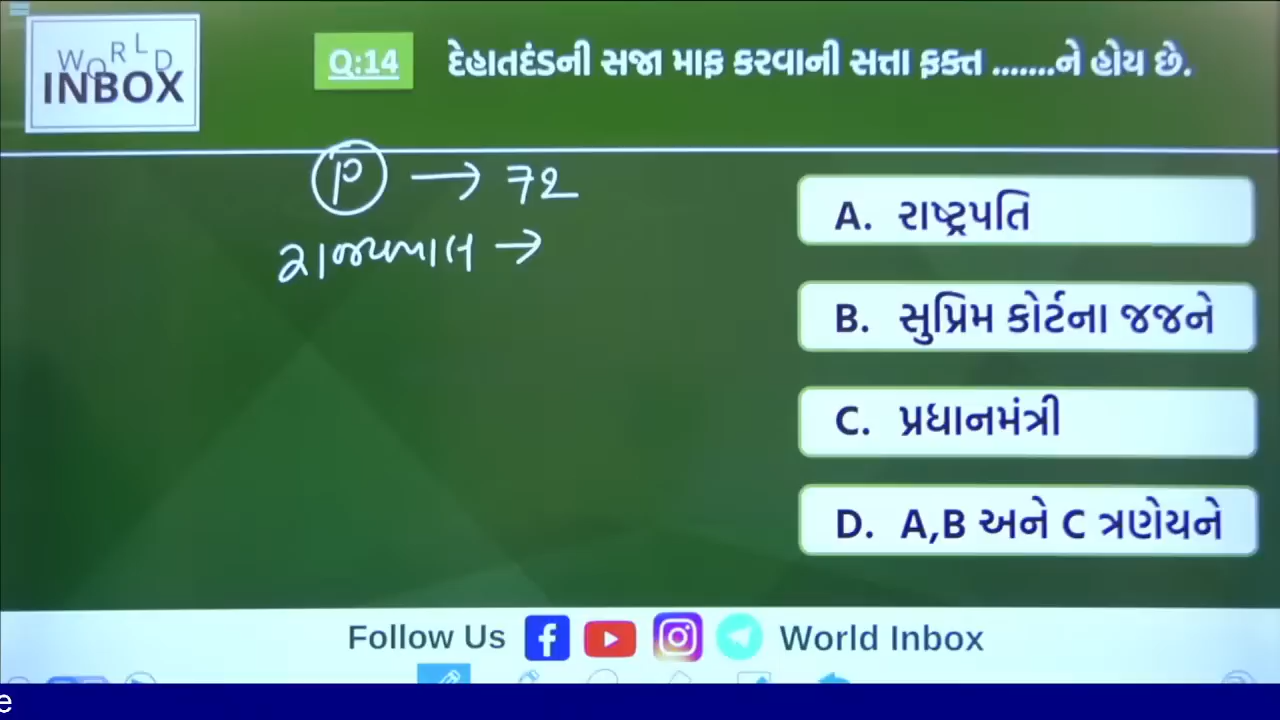 WORLD
INBOX
Q:14 દેહાતદંડની સજા માફ કરવાની સત્તા ફક્ત .......ને હોય છે.
P → 72
રાજ્યપાલ →
A. રાષ્ટ્રપતિ
B. સુપ્રિમ કોર્ટના જજને
C. પ્રધાનમંત્રી
D. A,B અને C ત્રણેયને
Follow Us World Inbox
e